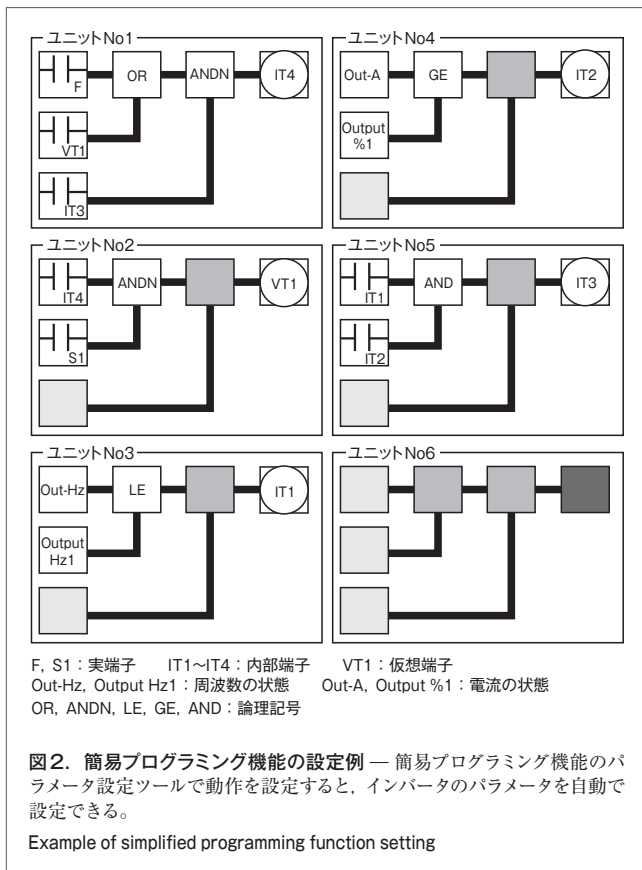 ユニットNo1
F
OR
ANDN
IT4
VT1
IT3
ユニットNo4
Out-A
GE
IT2
Output
%1
ユニットNo2
IT4
ANDN
VT1
S1
ユニットNo5
IT1
AND
IT3
IT2
ユニットNo3
Out-Hz
LE
IT1
Output
Hz1
ユニットNo6
F, S1：実端子　IT1～IT4：内部端子　VT1：仮想端子
Out-Hz, Output Hz1：周波数の状態　Out-A, Output %1：電流の状態
OR, ANDN, LE, GE, AND：論理記号
図2. 簡易プログラミング機能の設定例 — 簡易プログラミング機能のパ
ラメータ設定ツールで動作を設定すると，インバータのパラメータを自動で
設定できる。
Example of simplified programming function setting